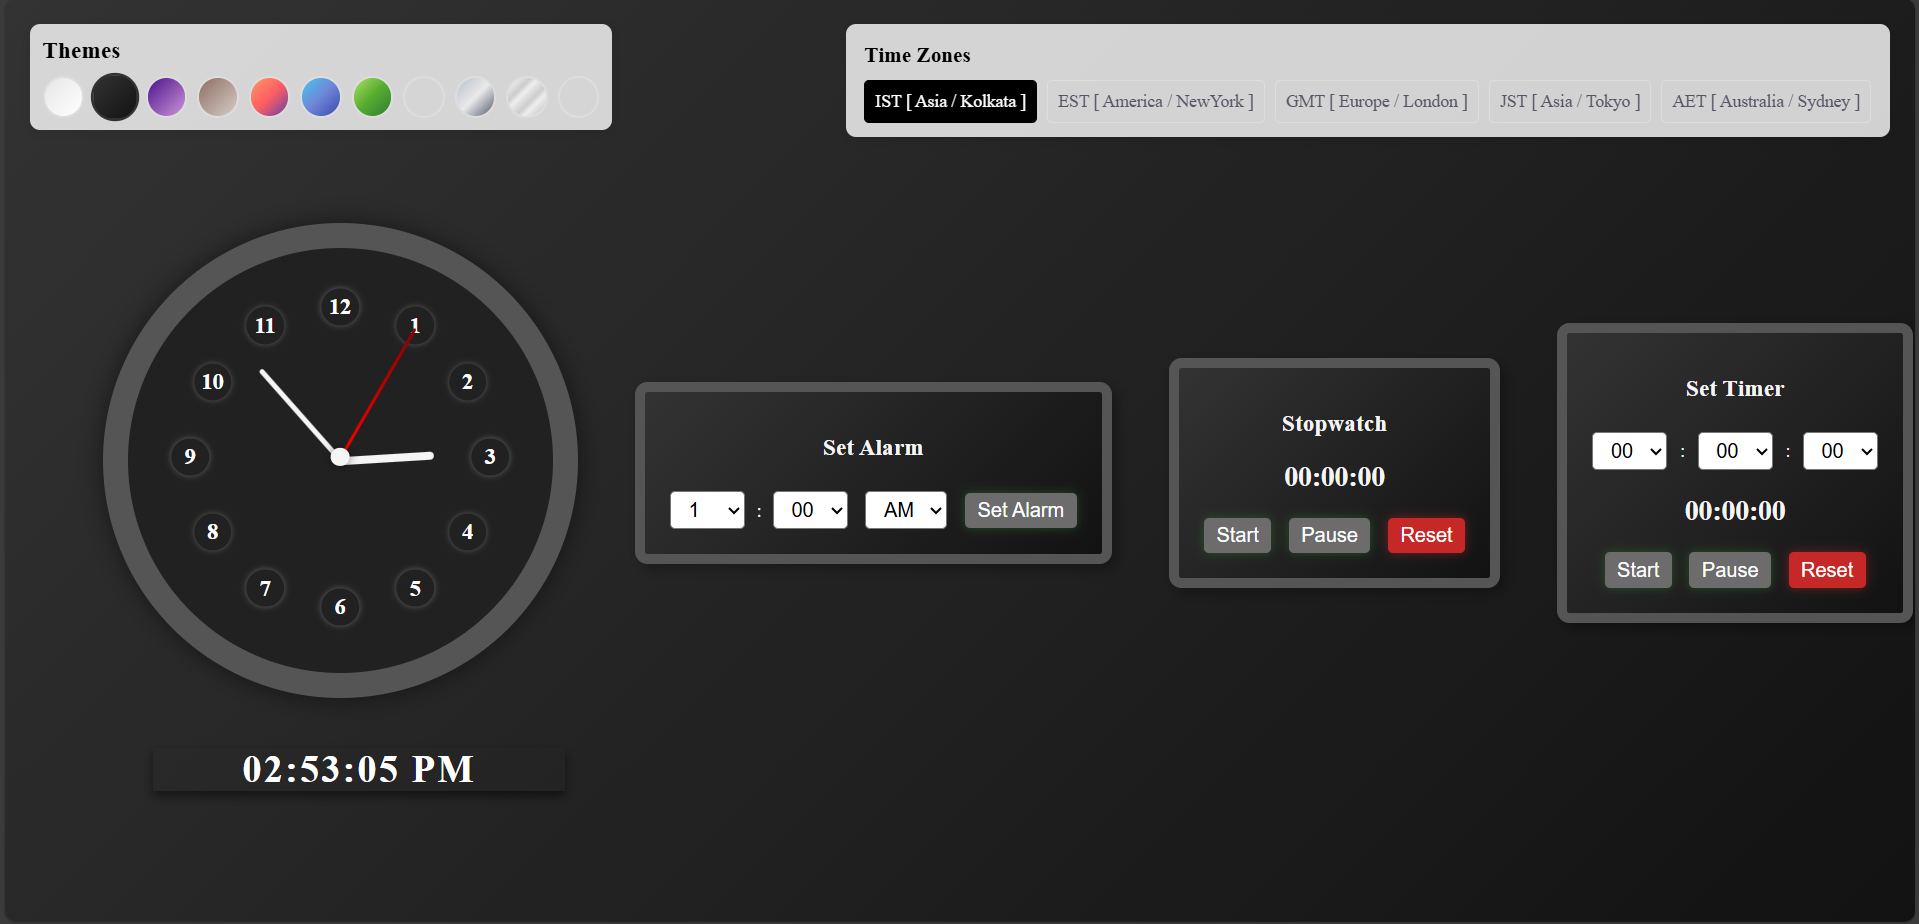 Themes
Time Zones
IST [ Asia / Kolkata ]
EST [ America / NewYork ]
GMT [ Europe / London ]
JST [ Asia / Tokyo ]
AET [ Australia / Sydney ]
12
1
2
3
4
5
6
7
8
9
10
11
02:53:05 PM
Set Alarm
1 : 00 AM Set Alarm
Stopwatch
00:00:00
Start Pause Reset
Set Timer
00 : 00 : 00
00:00:00
Start Pause Reset